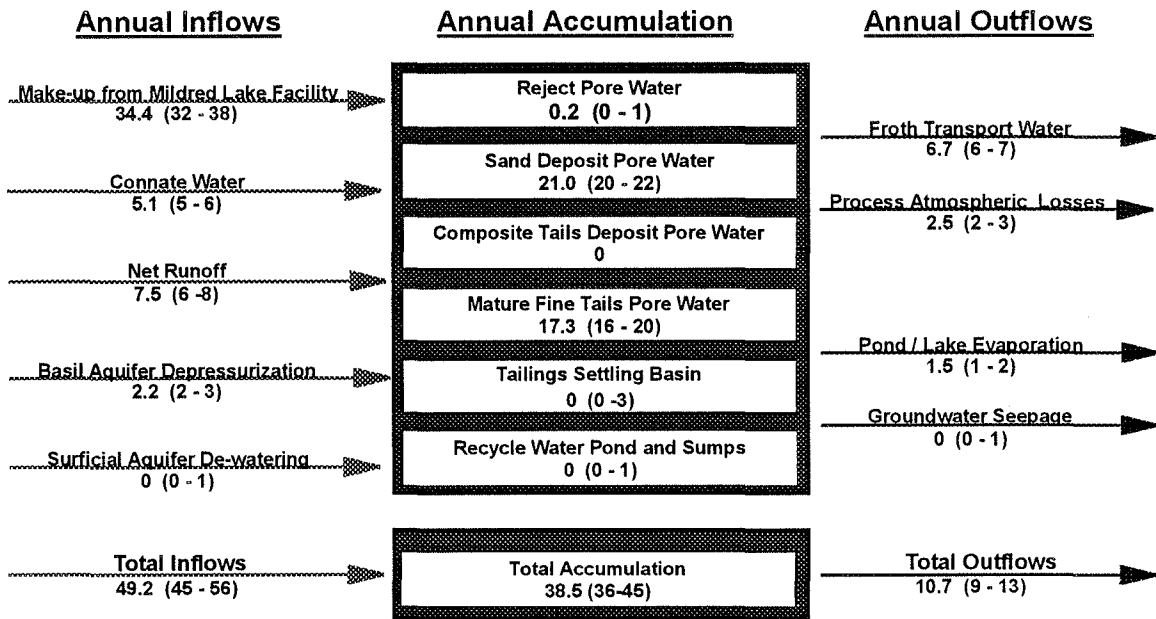 Annual Inflows
Make-up from Mildred Lake Facility
34.4 (32 - 38)
Connate Water
5.1 (5 - 6)
Net Runoff
7.5 (6 -8)
Basil Aquifer Depressurization
2.2 (2 - 3)
Surficial Aquifer De-watering
0 (0 - 1)
Total Inflows
49.2 (45 - 56)
Annual Accumulation
Reject Pore Water
0.2 (0 - 1)
Sand Deposit Pore Water
21.0 (20 - 22)
Composite Tails Deposit Pore Water
0
Mature Fine Tails Pore Water
17.3 (16 - 20)
Tailings Settling Basin
0 (0 -3)
Recycle Water Pond and Sumps
0 (0 - 1)
Total Accumulation
38.5 (36-45)
Annual Outflows
Froth Transport Water
6.7 (6 - 7)
Process Atmospheric Losses
2.5 (2 - 3)
Pond / Lake Evaporation
1.5 (1 - 2)
Groundwater Seepage
0 (0 - 1)
Total Outflows
10.7 (9 - 13)